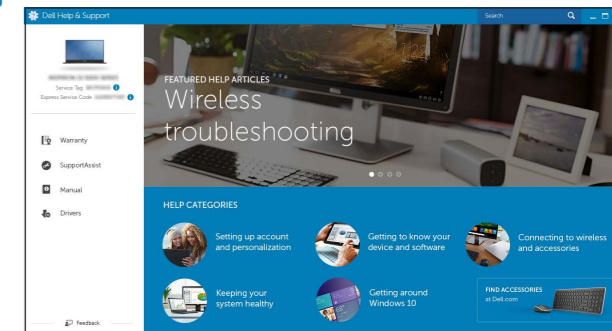 Dell Help & Support
Search
Service Tag:
Express Service Code:
Warranty
SupportAssist
Manual
Drivers
Feedback
FEATURED HELP ARTICLES
Wireless
troubleshooting
HELP CATEGORIES
Setting up account
and personalization
Getting to know your
device and software
Connecting to wireless
and accessories
Keeping your
system healthy
Getting around
Windows 10
FIND ACCESSORIES
at Dell.com